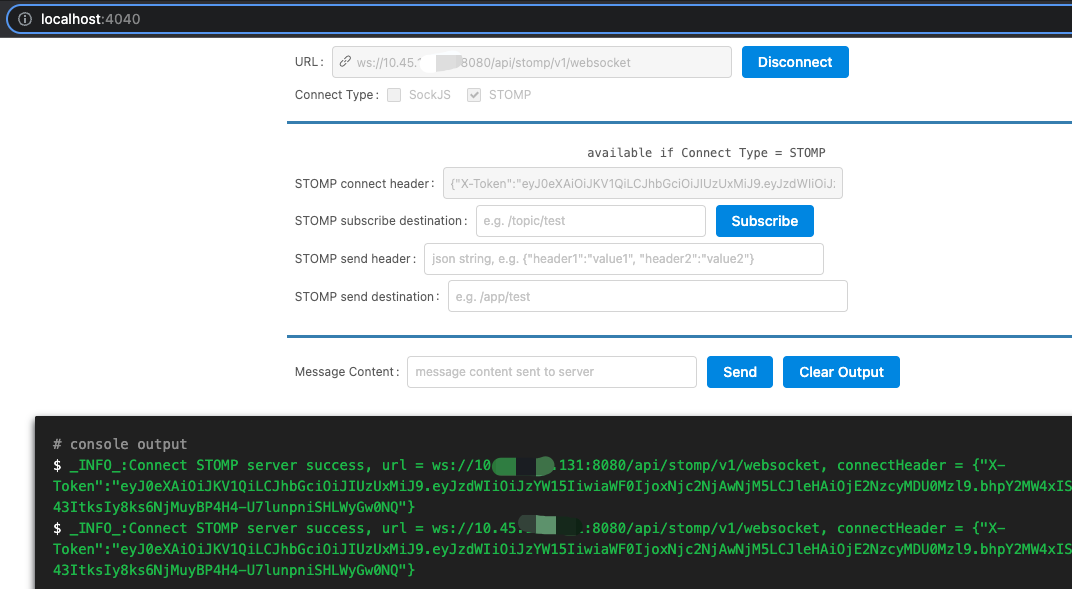 localhost:4040
URL: ws://10.45. 8080/api/stomp/v1/websocket Disconnect
Connect Type: SockJS STOMP
available if Connect Type = STOMP
STOMP connect header: {"X-Token":"eyJ0eXAiOiJKV1QiLCJhbGciOiJIUzUxMiJ9.eyJzdWIiOiJ:
STOMP subscribe destination: e.g. /topic/test Subscribe
STOMP send header: json string, e.g. {"header1":"value1", "header2":"value2"}
STOMP send destination: e.g. /app/test
Message Content: message content sent to server Send Clear Output
# console output
$ _INFO_:Connect STOMP server success, url = ws://10 .131:8080/api/stomp/v1/websocket, connectHeader = {"X-
Token":"eyJ0eXAiOiJKV1QiLCJhbGciOiJIUzUxMiJ9.eyJzdWIiOiJzYW15IiwiaWF0IjoxNjc2NjAwNjM5LCJleHAiOjE2NzcyMDU0Mzl9.bhpY2MW4xIS
43ItksIy8ks6NjMuyBP4H4-U7lunpniSHLWyGw0NQ"}
$ _INFO_:Connect STOMP server success, url = ws://10.45. :8080/api/stomp/v1/websocket, connectHeader = {"X-
Token":"eyJ0eXAiOiJKV1QiLCJhbGciOiJIUzUxMiJ9.eyJzdWIiOiJzYW15IiwiaWF0IjoxNjc2NjAwNjM5LCJleHAiOjE2NzcyMDU0Mzl9.bhpY2MW4xIS
43ItksIy8ks6NjMuyBP4H4-U7lunpniSHLWyGw0NQ"}